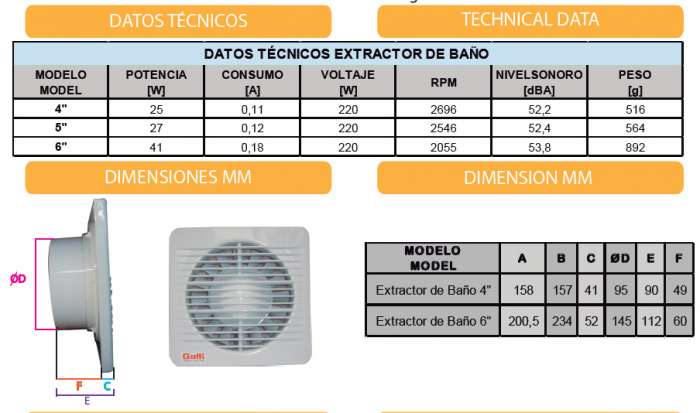 DATOS TÉCNICOS
TECHNICAL DATA
DATOS TÉCNICOS EXTRACTOR DE BAÑO
MODELO MODEL POTENCIA [W] CONSUMO [A] VOLTAJE [W] RPM NIVELSONORO [dBA] PESO [g]
4" 25 0,11 220 2696 52,2 516
5" 27 0,12 220 2546 52,4 564
6" 41 0,18 220 2055 53,8 892
DIMENSIONES MM
DIMENSION MM
ØD
F C
E
MODELO MODEL A B C ØD E F
Extractor de Baño 4" 158 157 41 95 90 49
Extractor de Baño 6" 200,5 234 52 145 112 60